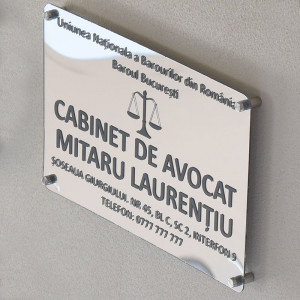 Uniunea Naţionala a Barourilor din România
Baroul Bucureşti
CABINET DE AVOCAT
MITARU LAURENŢIU
ŞOSEAUA GIURGIULUI. NR 45, BL C, SC 2, INTERFON 9
TELEFON: 0777 777 777